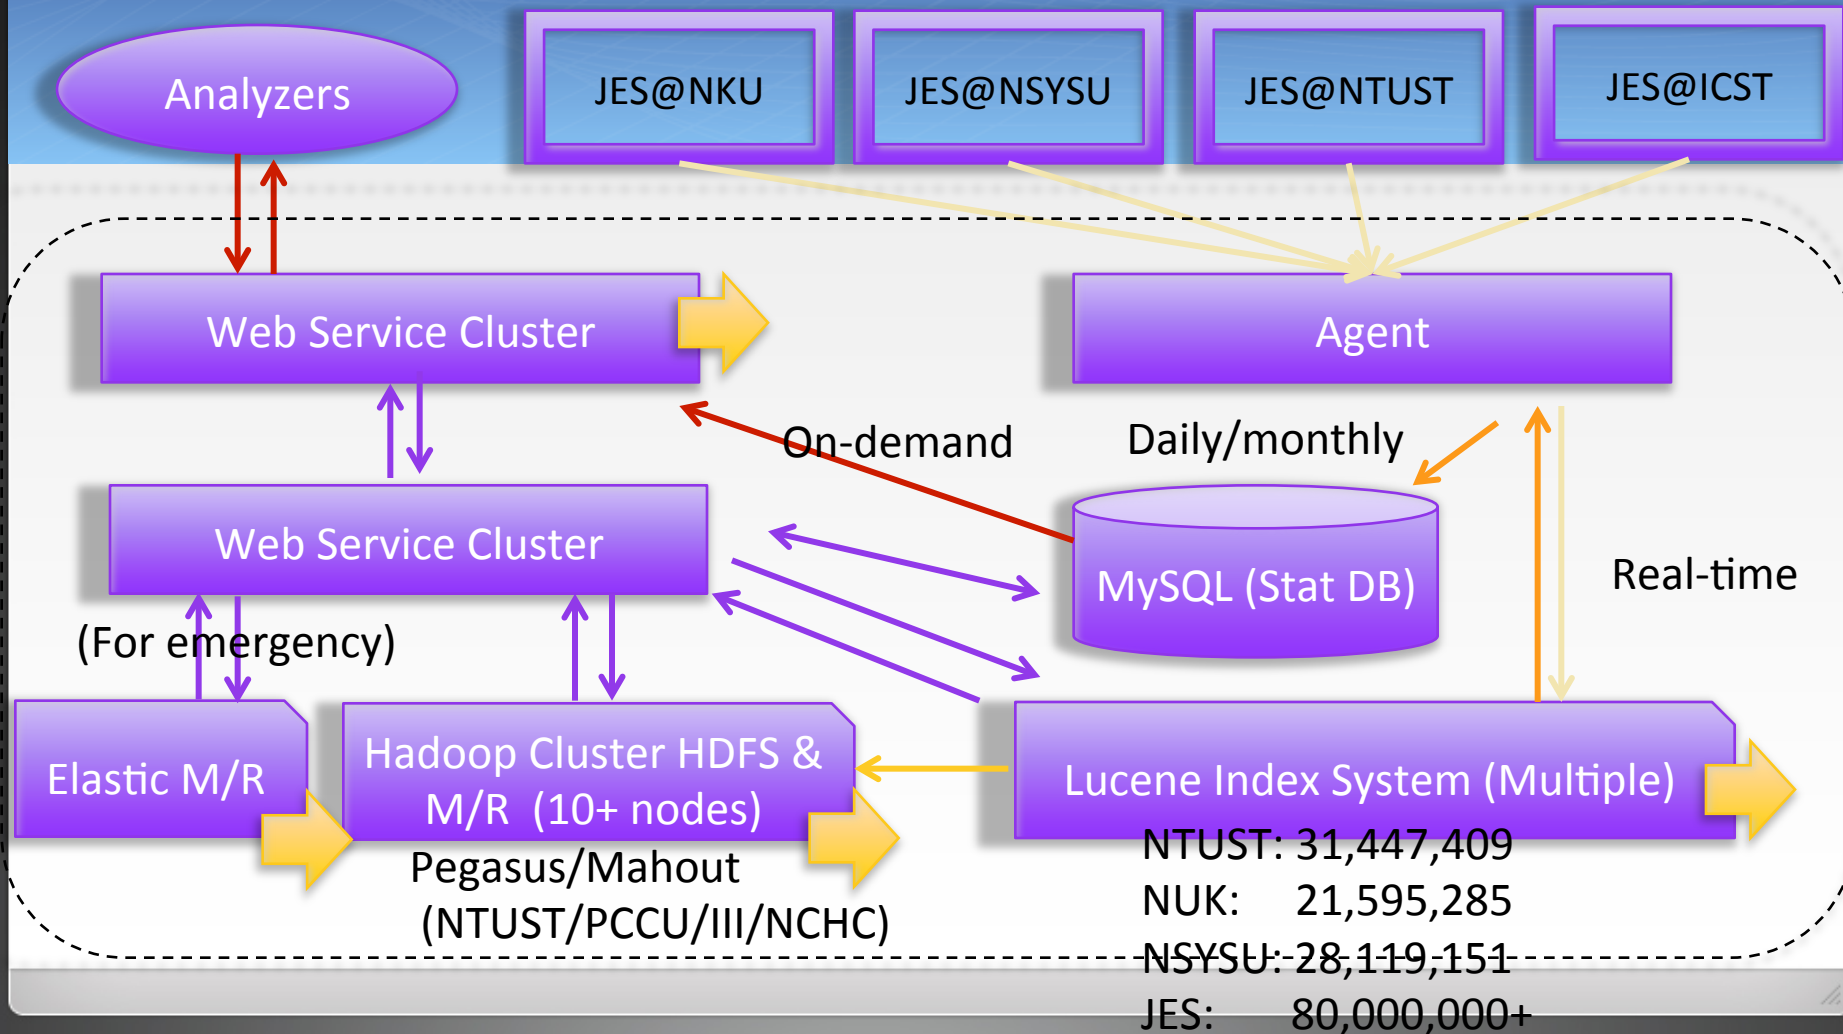 Analyzers
JES@NKU
JES@NSYSU
JES@NTUST
JES@ICST
Web Service Cluster
Agent
On-demand
Daily/monthly
Web Service Cluster
MySQL (Stat DB)
Real-time
(For emergency)
Elastic M/R
Hadoop Cluster HDFS &
M/R (10+ nodes)
Lucene Index System (Multiple)
Pegasus/Mahout
(NTUST/PCCU/III/NCHC)
NTUST: 31,447,409
NUK: 21,595,285
NSYSU: 28,119,151
JES: 80,000,000+